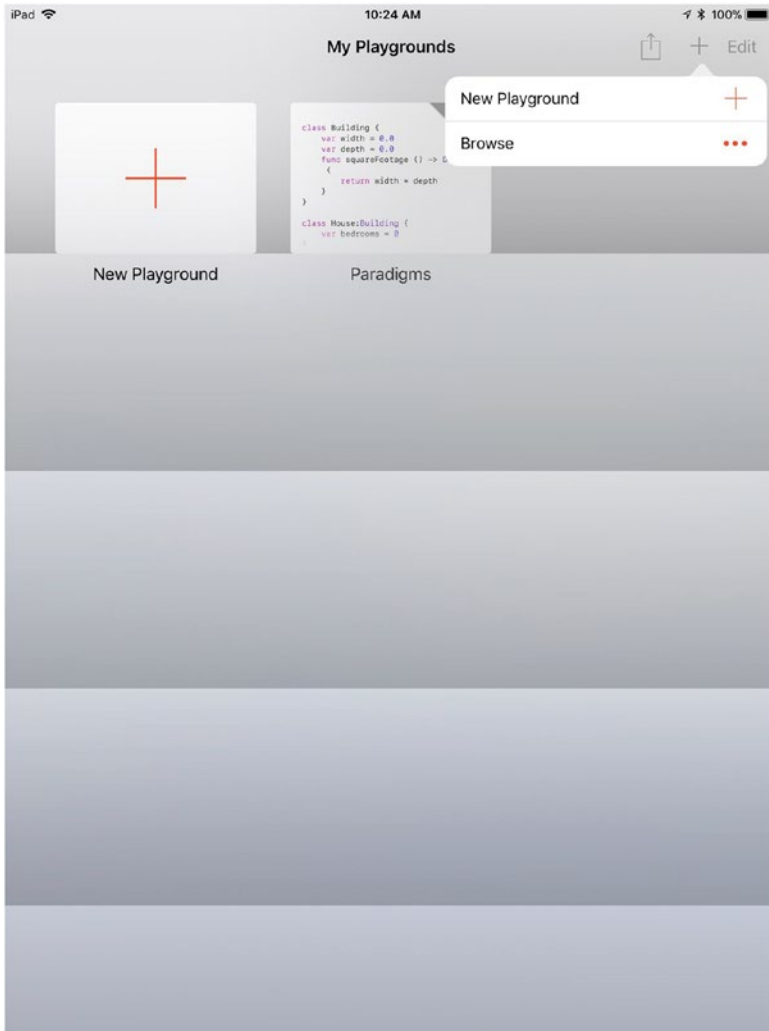 iPad 10:24 AM 100%
My Playgrounds Edit
New Playground
Browse
class Building {
var width = 0.0
var depth = 0.0
func squareFootage () -> D
{
return width * depth
}
}
class House:Building {
var bedrooms = 0
New Playground Paradigms